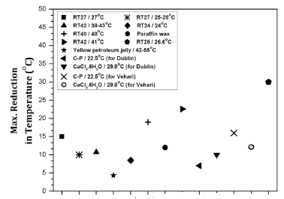 RT27 / 27°C
RT27 / 25-28°C
RT42 / 38-43°C
RT24 / 24°C
RT40 / 40°C
Paraffin wax
RT42 / 41°C
RT25 / 26.6°C
Yellow petroleum jelly / 42-55°C
C-P / 22.5°C (for Dublin)
CaCl₂6H₂O / 29.8°C (for Dublin)
C-P / 22.5°C (for Vehari)
CaCl₂6H₂O / 29.8°C (for Vehari)
Max. Reduction
in Temperature (°C)
50
45
40
35
30
25
20
15
10
5
0